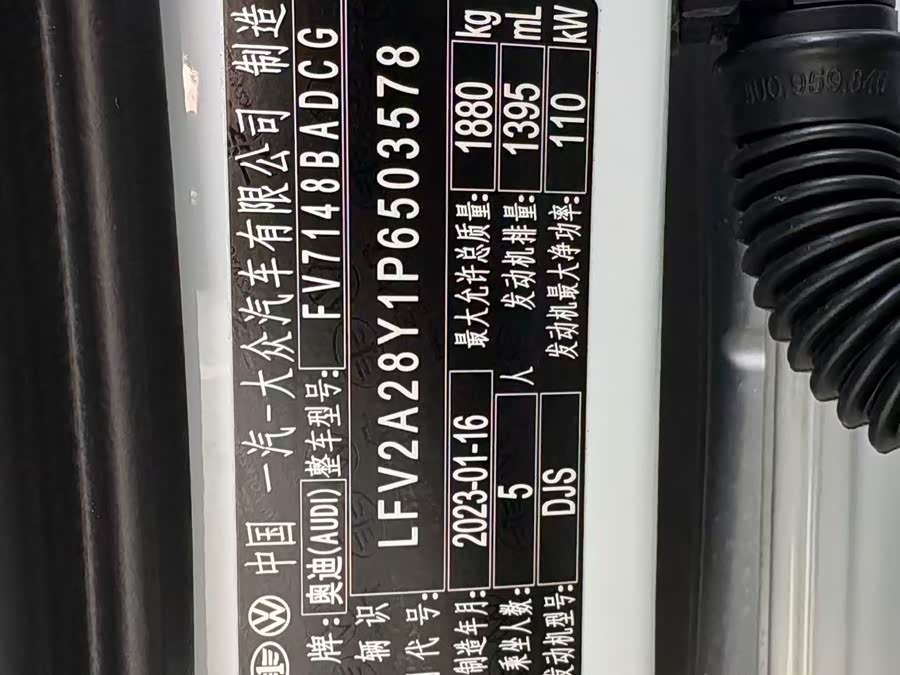 中国 一汽-大众汽车有限公司 制造
牌:奥迪(AUDI) 整车型号: FV7148BADCG
辆识
代号: LFV2A28Y1P6503578
制造年月: 2023-01-16 最大允许总质量: 1880 kg
乘坐人数: 5 人 发动机排量: 1395 mL
发动机型号: DJS 发动机最大净功率: 110 kW